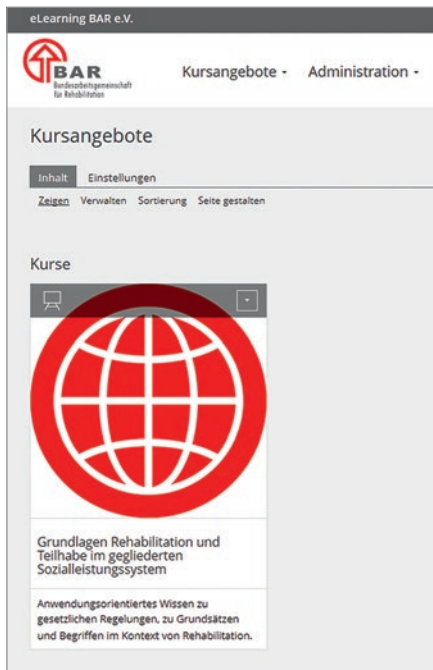 eLearning BAR e.V.
BAR
Bundesarbeitsgemeinschaft
für Rehabilitation
Kursangebote Administration
Kursangebote
Inhalt Einstellungen
Zeigen Verwalten Sortierung Seite gestalten
Kurse
Grundlagen Rehabilitation und
Teilhabe im gegliederten
Sozialleistungssystem
Anwendungsorientiertes Wissen zu
gesetzlichen Regelungen, zu Grundsätzen
und Begriffen im Kontext von Rehabilitation.